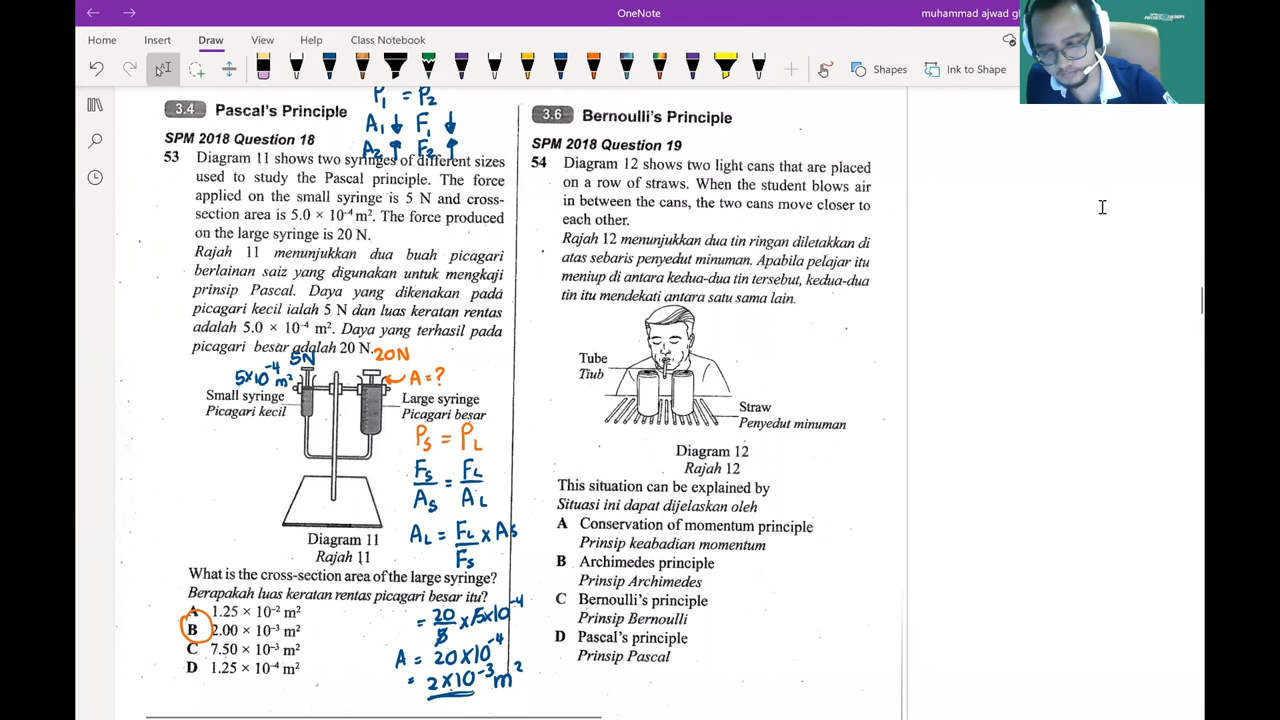 OneNote
muhammad ajwad gh
Home Insert Draw View Help Class Notebook
Shapes
Ink to Shape
3.4 Pascal's Principle
P₁ = P₂
A₁↓ F₁↓
A₂↑ F₂↑
SPM 2018 Question 18
53 Diagram 11 shows two syringes of different sizes
used to study the Pascal principle. The force
applied on the small syringe is 5 N and cross-
section area is 5.0 × 10⁻⁴ m². The force produced
on the large syringe is 20 N.
Rajah 11 menunjukkan dua buah picagari
berlainan saiz yang digunakan untuk mengkaji
prinsip Pascal. Daya yang dikenakan pada
picagari kecil ialah 5 N dan luas keratan rentas
adalah 5.0 × 10⁻⁴ m². Daya yang terhasil pada
picagari besar adalah 20 N.
5N
20N
5×10⁻⁴ m²
A = ?
Small syringe
Picagari kecil
Large syringe
Picagari besar
Pₛ = P_L
Fₛ/Aₛ = F_L/A_L
A_L = F_L/Fₛ × Aₛ
Diagram 11
Rajah 11
What is the cross-section area of the large syringe?
Berapakah luas keratan rentas picagari besar itu?
A 1.25 × 10⁻² m²
B 2.00 × 10⁻³ m²
C 7.50 × 10⁻³ m²
D 1.25 × 10⁻⁴ m²
= 20/5 × 5×10⁻⁴
A = 20×10⁻⁴
= 2×10⁻³ m²
3.6 Bernoulli's Principle
SPM 2018 Question 19
54 Diagram 12 shows two light cans that are placed
on a row of straws. When the student blows air
in between the cans, the two cans move closer to
each other.
Rajah 12 menunjukkan dua tin ringan diletakkan di
atas sebaris penyedut minuman. Apabila pelajar itu
meniup di antara kedua-dua tin tersebut, kedua-dua
tin itu mendekati antara satu sama lain.
Tube
Tiub
Straw
Penyedut minuman
Diagram 12
Rajah 12
This situation can be explained by
Situasi ini dapat dijelaskan oleh
A Conservation of momentum principle
Prinsip keabadian momentum
B Archimedes principle
Prinsip Archimedes
C Bernoulli's principle
Prinsip Bernoulli
D Pascal's principle
Prinsip Pascal